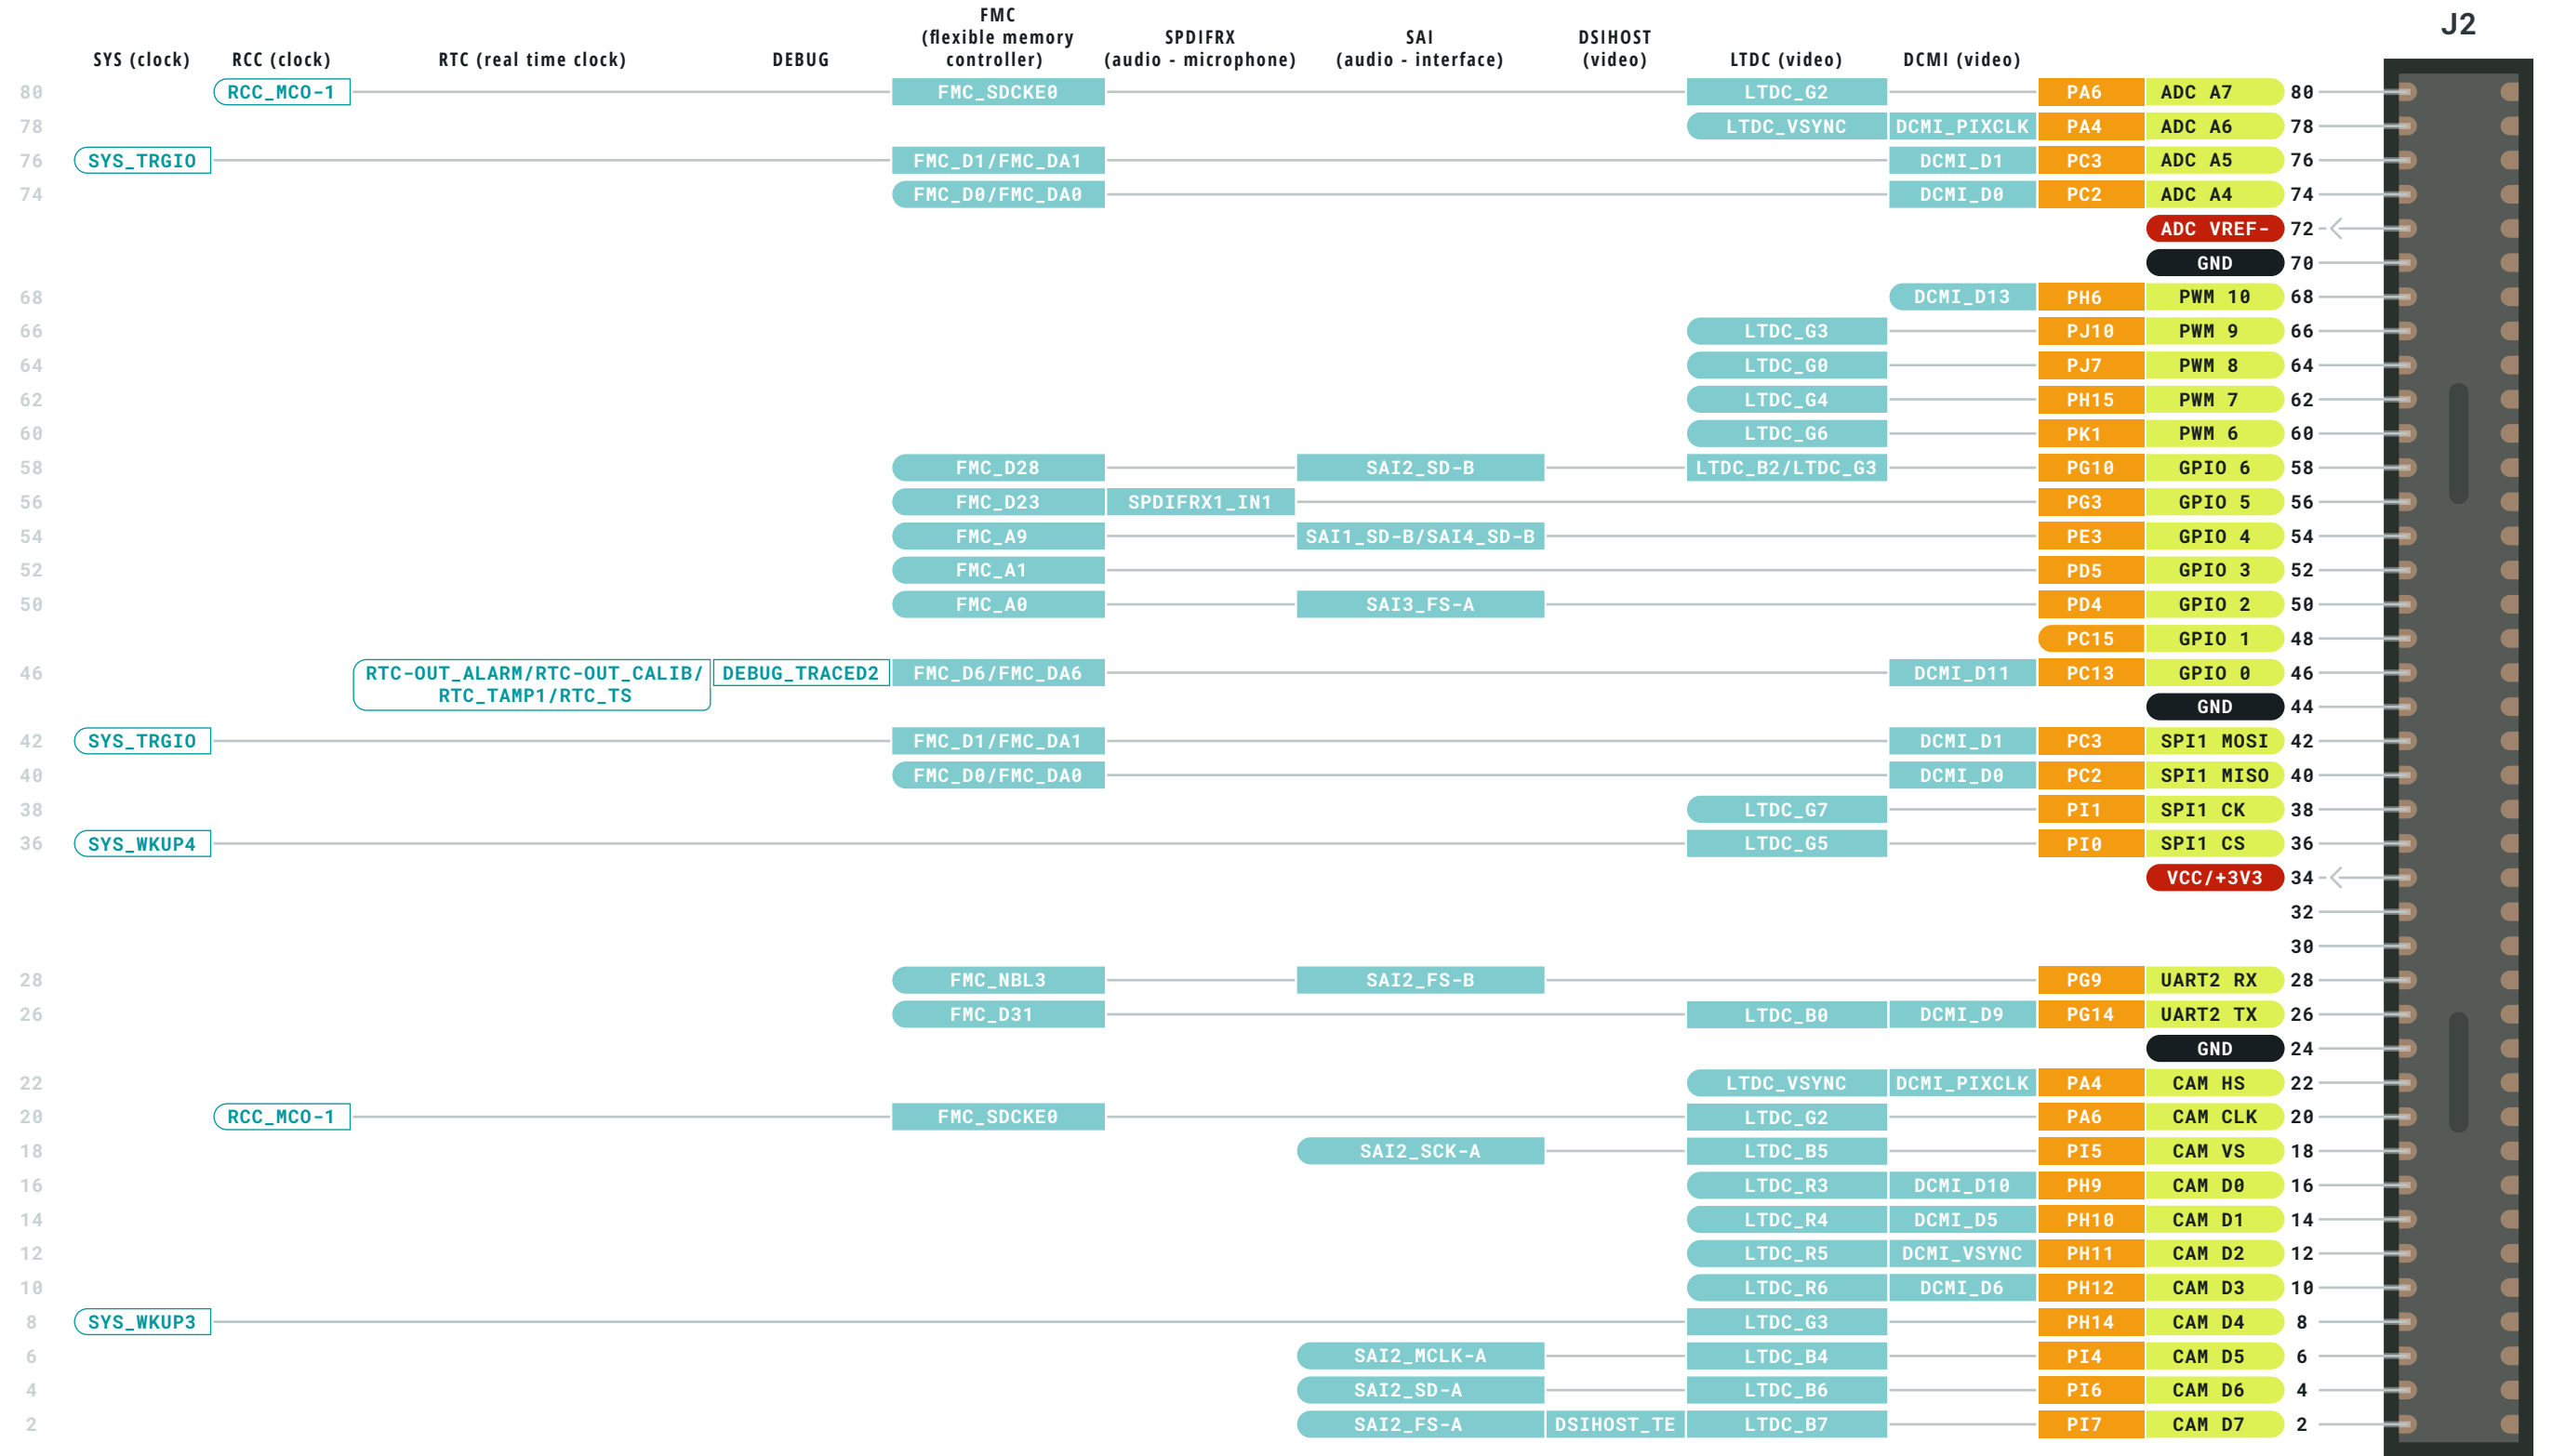 J2
SYS (clock) RCC (clock) RTC (real time clock) DEBUG FMC (flexible memory controller) SPDIFRX (audio - microphone) SAI (audio - interface) DSIHOST (video) LTDC (video) DCMI (video)
80 RCC_MCO-1 FMC_SDCKE0 LTDC_G2 PA6 ADC A7 80
78 LTDC_VSYNC DCMI_PIXCLK PA4 ADC A6 78
76 SYS_TRGIO FMC_D1/FMC_DA1 DCMI_D1 PC3 ADC A5 76
74 FMC_D0/FMC_DA0 DCMI_D0 PC2 ADC A4 74
ADC VREF- 72
GND 70
68 DCMI_D13 PH6 PWM 10 68
66 LTDC_G3 PJ10 PWM 9 66
64 LTDC_G0 PJ7 PWM 8 64
62 LTDC_G4 PH15 PWM 7 62
60 LTDC_G6 PK1 PWM 6 60
58 FMC_D28 SAI2_SD-B LTDC_B2/LTDC_G3 PG10 GPIO 6 58
56 FMC_D23 SPDIFRX1_IN1 PG3 GPIO 5 56
54 FMC_A9 SAI1_SD-B/SAI4_SD-B PE3 GPIO 4 54
52 FMC_A1 PD5 GPIO 3 52
50 FMC_A0 SAI3_FS-A PD4 GPIO 2 50
PC15 GPIO 1 48
46 RTC-OUT_ALARM/RTC-OUT_CALIB/ DEBUG_TRACED2 FMC_D6/FMC_DA6 DCMI_D11 PC13 GPIO 0 46
RTC_TAMP1/RTC_TS
GND 44
42 SYS_TRGIO FMC_D1/FMC_DA1 DCMI_D1 PC3 SPI1 MOSI 42
40 FMC_D0/FMC_DA0 DCMI_D0 PC2 SPI1 MISO 40
38 LTDC_G7 PI1 SPI1 CK 38
36 SYS_WKUP4 LTDC_G5 PI0 SPI1 CS 36
VCC/+3V3 34
32
30
28 FMC_NBL3 SAI2_FS-B PG9 UART2 RX 28
26 FMC_D31 LTDC_B0 DCMI_D9 PG14 UART2 TX 26
GND 24
22 LTDC_VSYNC DCMI_PIXCLK PA4 CAM HS 22
20 RCC_MCO-1 FMC_SDCKE0 LTDC_G2 PA6 CAM CLK 20
18 SAI2_SCK-A LTDC_B5 PI5 CAM VS 18
16 LTDC_R3 DCMI_D10 PH9 CAM D0 16
14 LTDC_R4 DCMI_D5 PH10 CAM D1 14
12 LTDC_R5 DCMI_VSYNC PH11 CAM D2 12
10 LTDC_R6 DCMI_D6 PH12 CAM D3 10
8 SYS_WKUP3 LTDC_G3 PH14 CAM D4 8
6 SAI2_MCLK-A LTDC_B4 PI4 CAM D5 6
4 SAI2_SD-A LTDC_B6 PI6 CAM D6 4
2 SAI2_FS-A DSIHOST_TE LTDC_B7 PI7 CAM D7 2